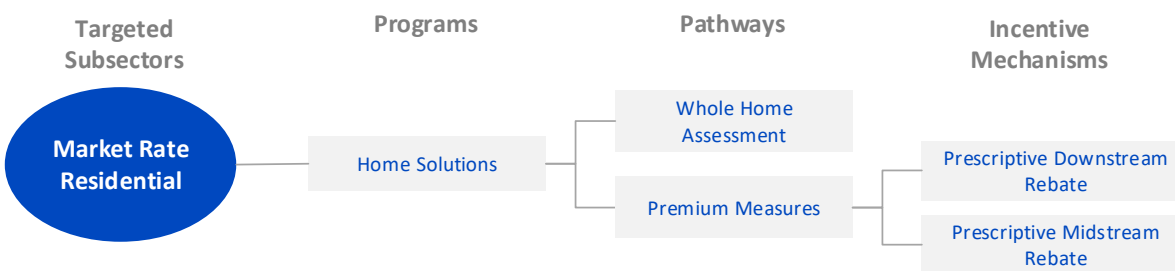 Targeted
Subsectors
Programs
Pathways
Incentive
Mechanisms
Market Rate
Residential
Home Solutions
Whole Home
Assessment
Premium Measures
Prescriptive Downstream
Rebate
Prescriptive Midstream
Rebate